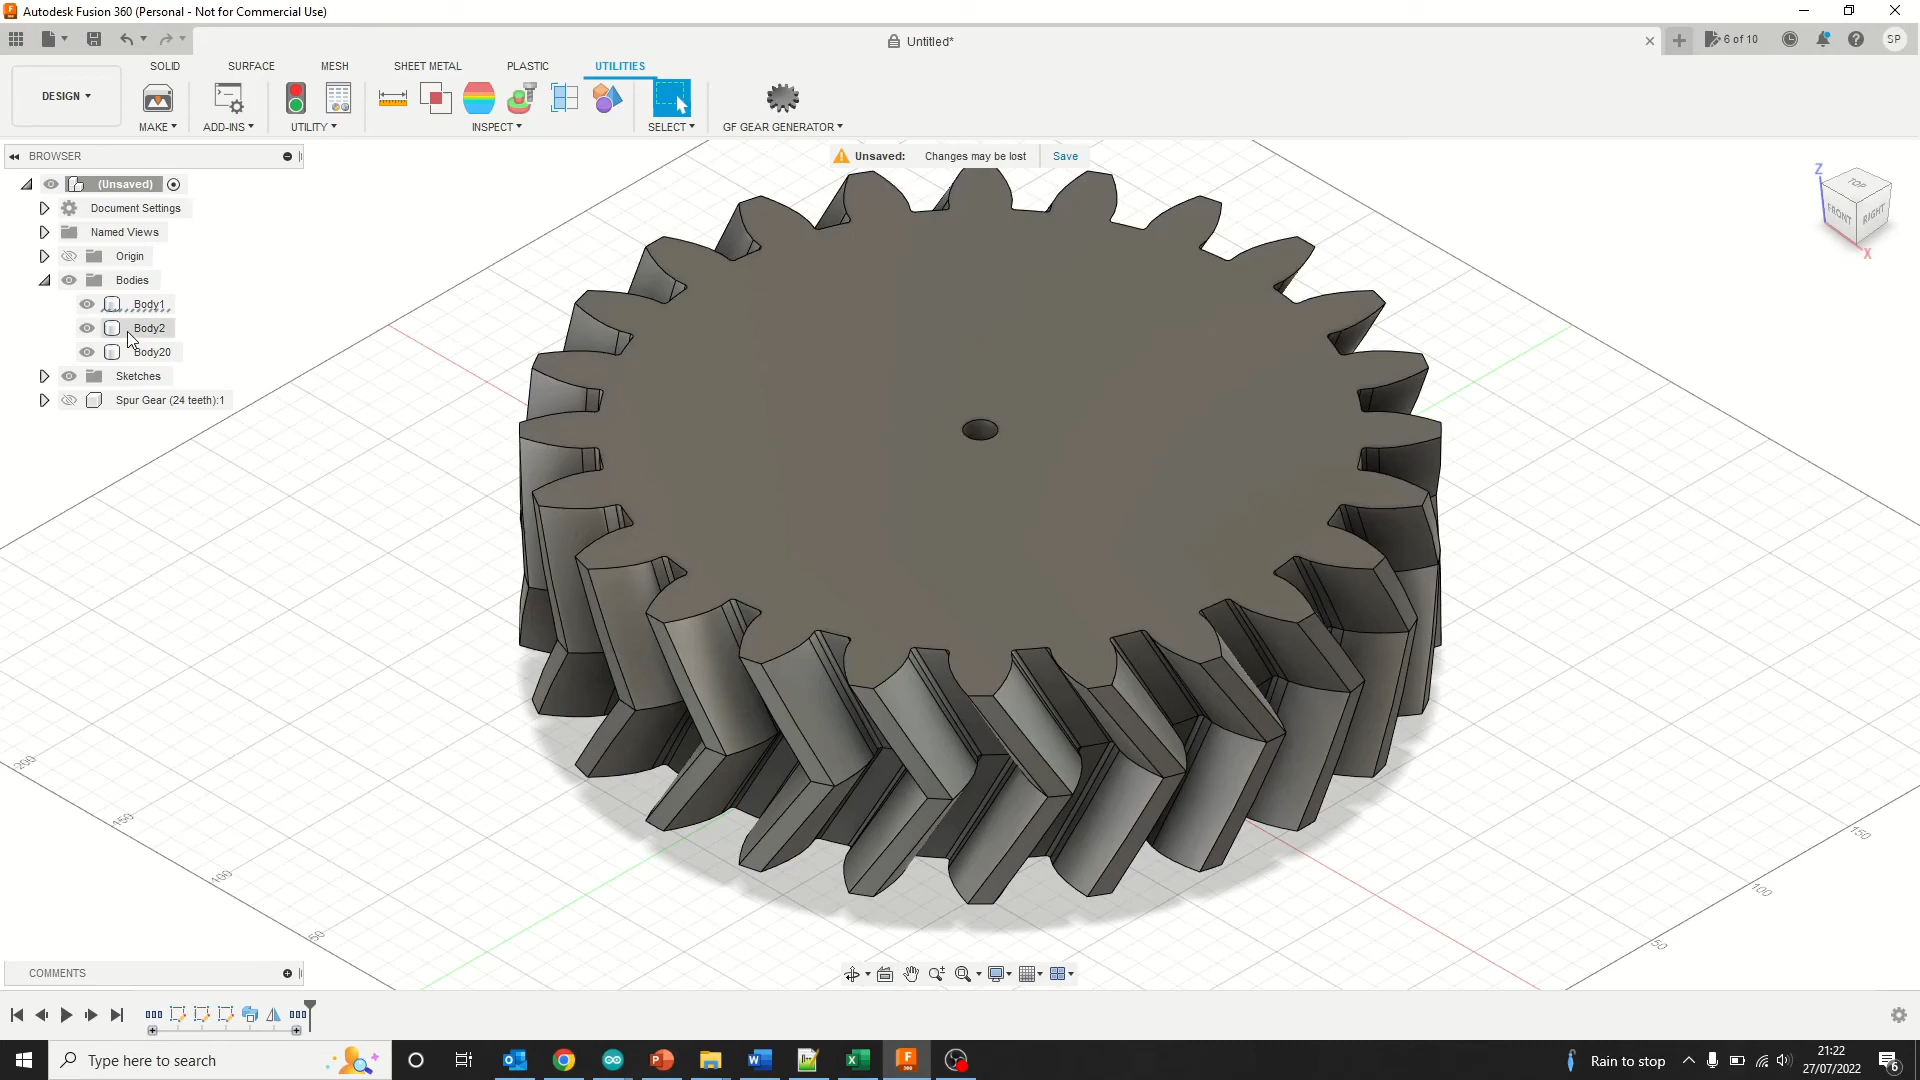 Autodesk Fusion 360 (Personal - Not for Commercial Use)
Untitled*
6 of 10
SP
DESIGN
SOLID
SURFACE
MESH
SHEET METAL
PLASTIC
UTILITIES
MAKE
ADD-INS
UTILITY
INSPECT
SELECT
GF GEAR GENERATOR
BROWSER
Unsaved: Changes may be lost Save
(Unsaved)
Document Settings
Named Views
Origin
Bodies
Body1
Body2
Body20
Sketches
Spur Gear (24 teeth):1
Z
TOP
FRONT
RIGHT
X
200
150
100
50
150
100
50
COMMENTS
Type here to search
Rain to stop
21:22
27/07/2022
6